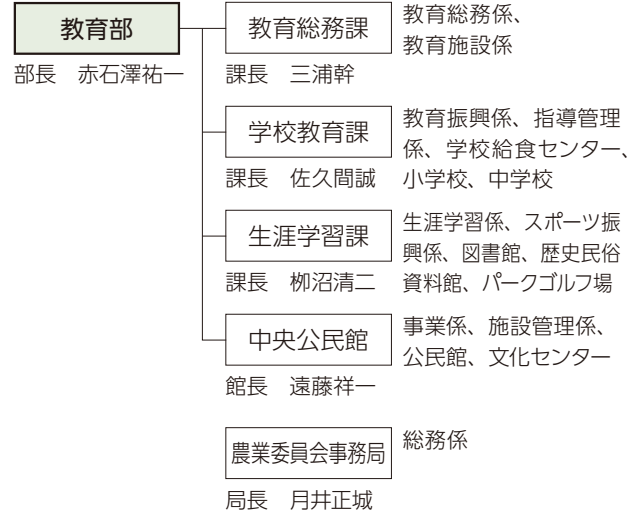 教育部
部長　赤石澤祐一
教育総務課
課長　三浦幹
教育総務係、
教育施設係
学校教育課
課長　佐久間誠
教育振興係、指導管理
係、学校給食センター、
小学校、中学校
生涯学習課
課長　栁沼清二
生涯学習係、スポーツ振
興係、図書館、歴史民俗
資料館、パークゴルフ場
中央公民館
館長　遠藤祥一
事業係、施設管理係、
公民館、文化センター
農業委員会事務局
局長　月井正城
総務係